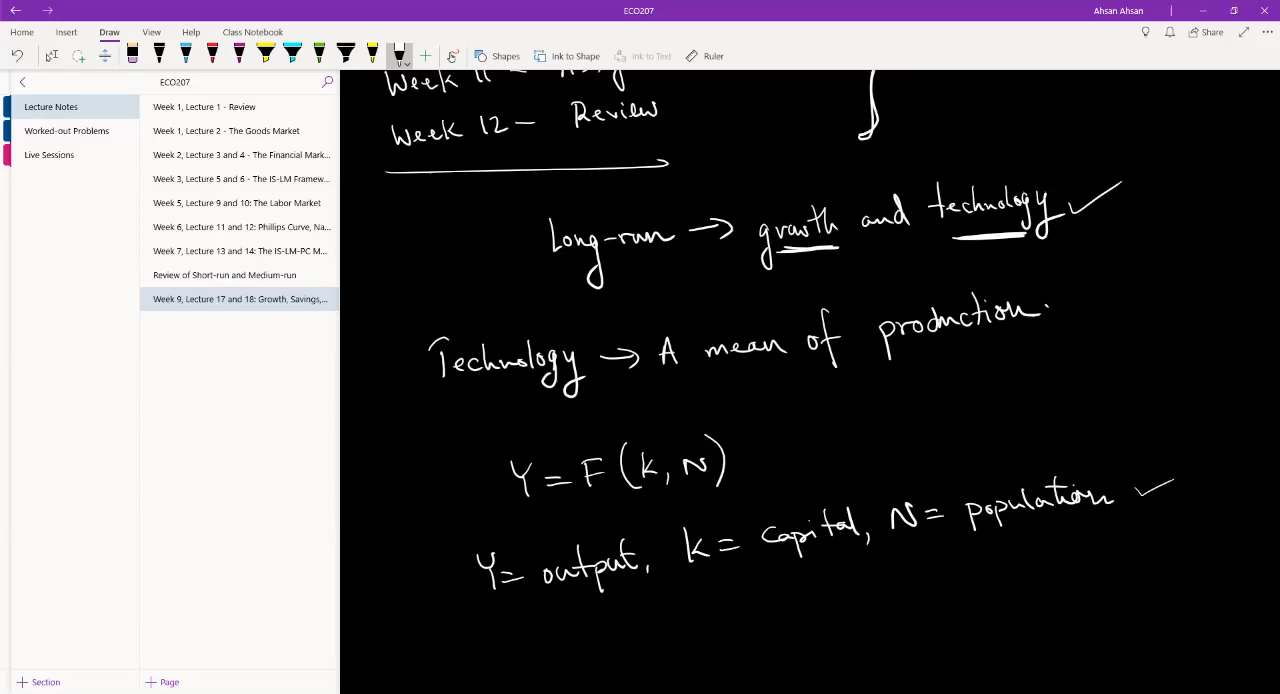 ECO207
Ahsan Ahsan
Home Insert Draw View Help Class Notebook
Share
Shapes Ink to Shape Ink to Text Ruler
ECO207
Lecture Notes
Worked-out Problems
Live Sessions
Week 1, Lecture 1 - Review
Week 1, Lecture 2 - The Goods Market
Week 2, Lecture 3 and 4 - The Financial Mark...
Week 3, Lecture 5 and 6 - The IS-LM Framew...
Week 5, Lecture 9 and 10: The Labor Market
Week 6, Lecture 11 and 12: Phillips Curve, Na...
Week 7, Lecture 13 and 14: The IS-LM-PC M...
Review of Short-run and Medium-run
Week 9, Lecture 17 and 18: Growth, Savings,...
+ Section
+ Page
Week 11 -
Week 12 - Review
Long-run → growth and technology ✓
Technology → A mean of production.
Y = F (K, N)
Y = output, K = capital, N = population ✓